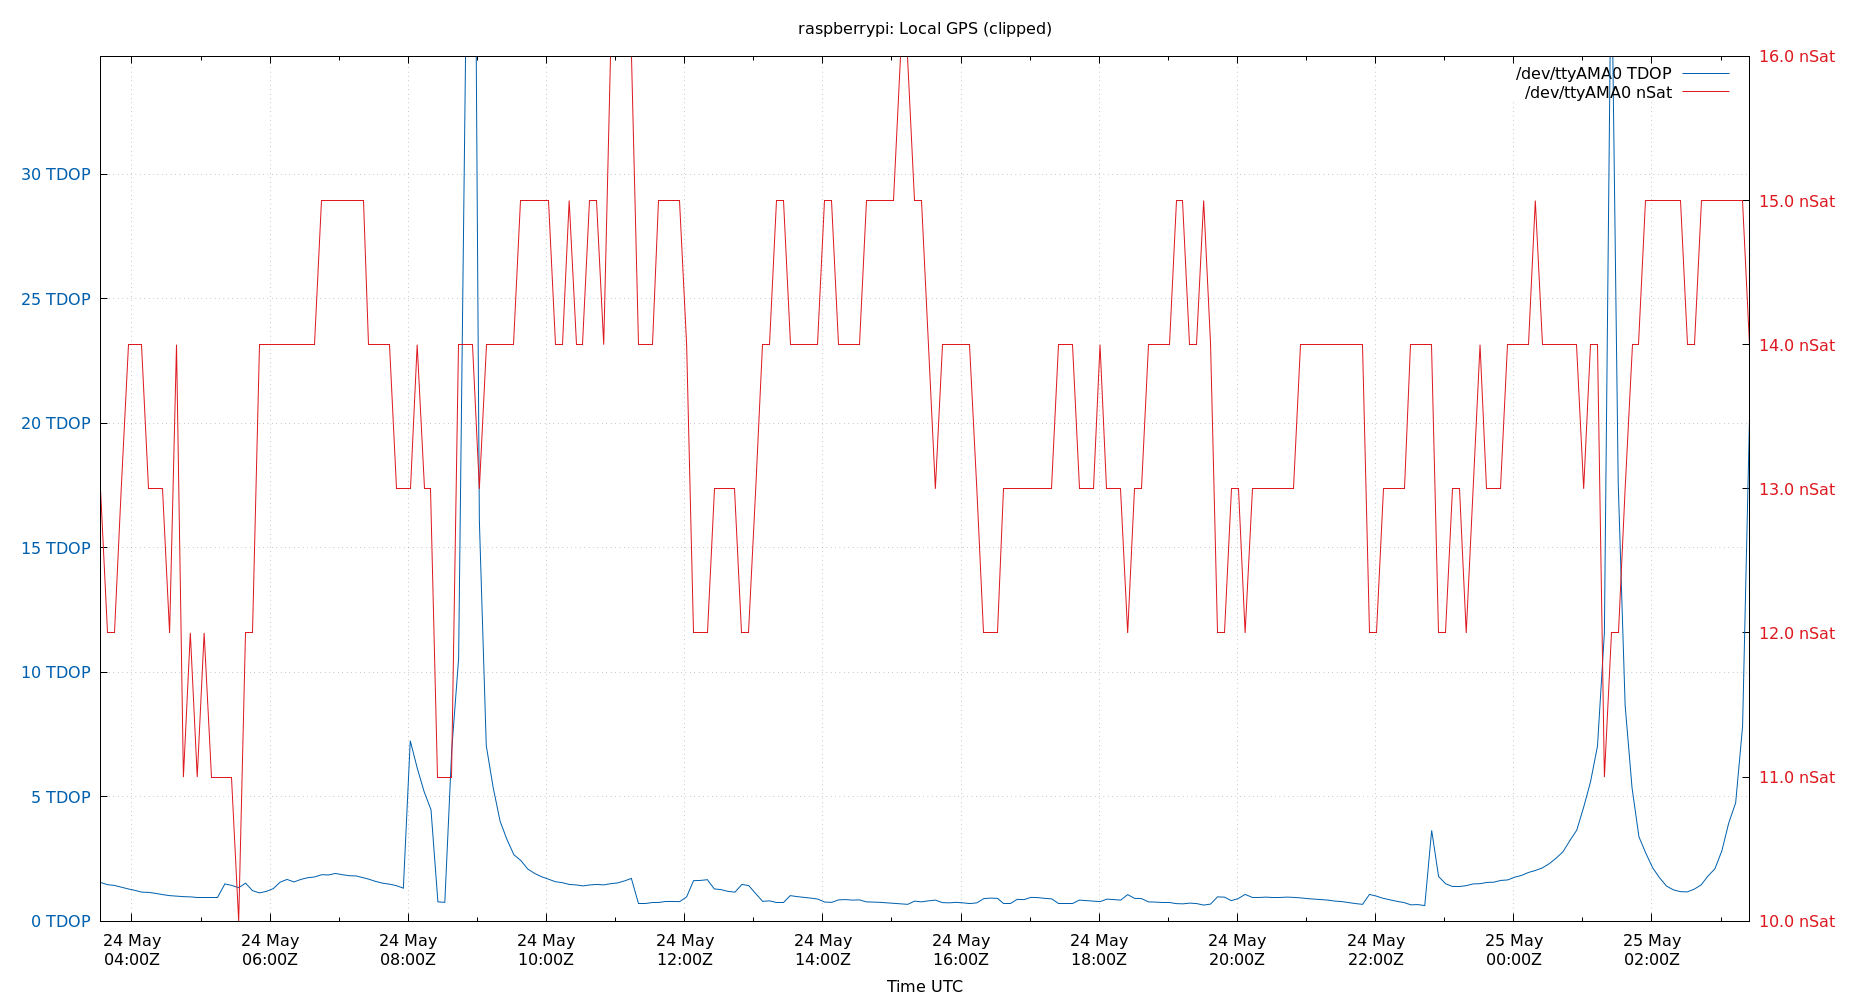 raspberrypi: Local GPS (clipped)
/dev/ttyAMA0 TDOP
/dev/ttyAMA0 nSat
30 TDOP
25 TDOP
20 TDOP
15 TDOP
10 TDOP
5 TDOP
0 TDOP
16.0 nSat
15.0 nSat
14.0 nSat
13.0 nSat
12.0 nSat
11.0 nSat
10.0 nSat
24 May 24 May 24 May 24 May 24 May 24 May 24 May 24 May 24 May 24 May 25 May 25 May
04:00Z 06:00Z 08:00Z 10:00Z 12:00Z 14:00Z 16:00Z 18:00Z 20:00Z 22:00Z 00:00Z 02:00Z
Time UTC